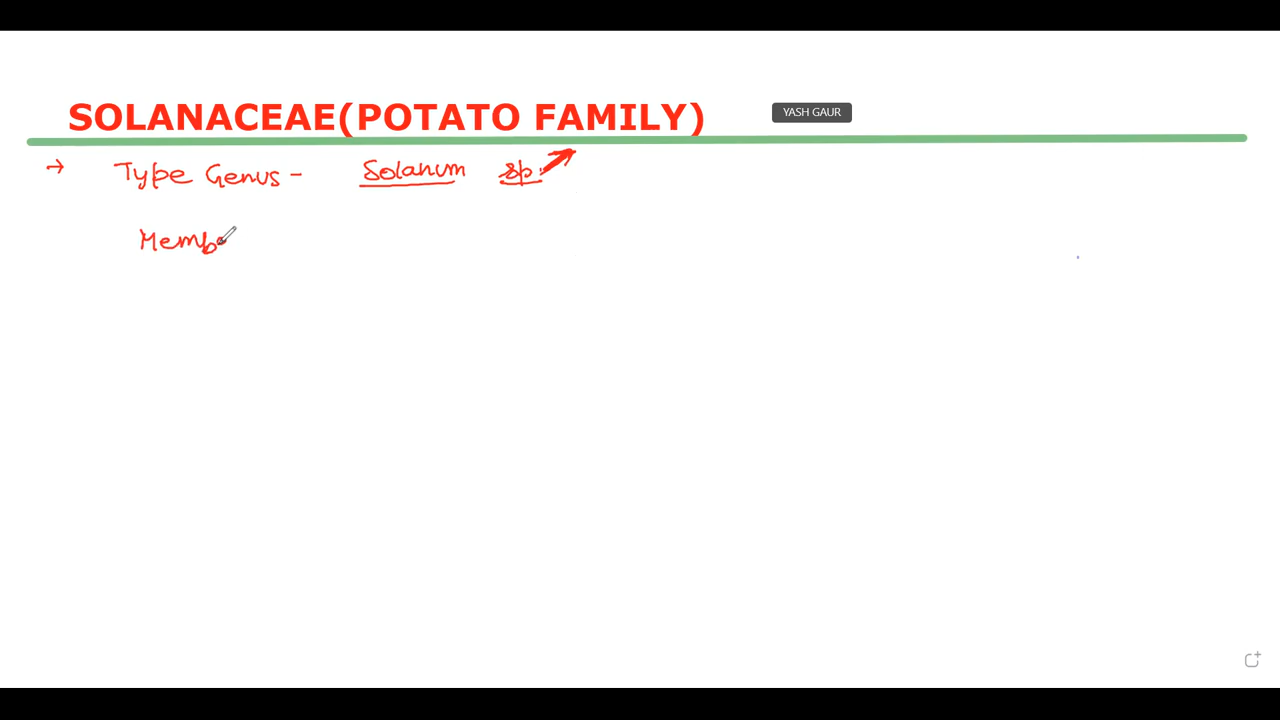 SOLANACEAE(POTATO FAMILY)
YASH GAUR
→ Type Genus - Solanum sp.
Memb